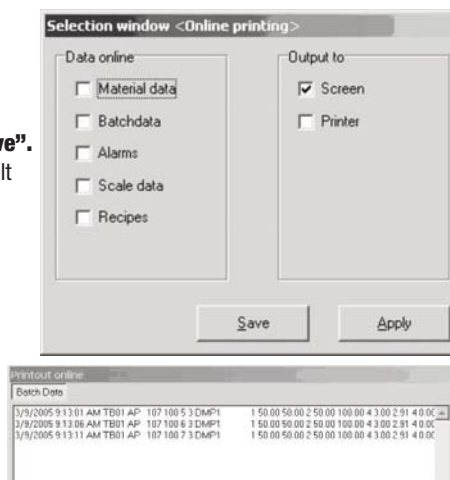 Selection window <Online printing>
Data online
Output to
Material data
Screen
Batchdata
Printer
Alarms
Scale data
Recipes
ve”.
lt
Save
Apply
Printout online
Batch Data
3/9/2005 9:13:01 AM TB01 AP 107 100 5 3 DMP1 1 50.00 50.00 2 50.00 100.00 4 3.00 2.91 4 0.00
3/9/2005 9:13:06 AM TB01 AP 107 100 6 3 DMP1 1 50.00 50.00 2 50.00 100.00 4 3.00 2.91 4 0.00
3/9/2005 9:13:11 AM TB01 AP 107 100 7 3 DMP1 1 50.00 50.00 2 50.00 100.00 4 3.00 2.91 4 0.00